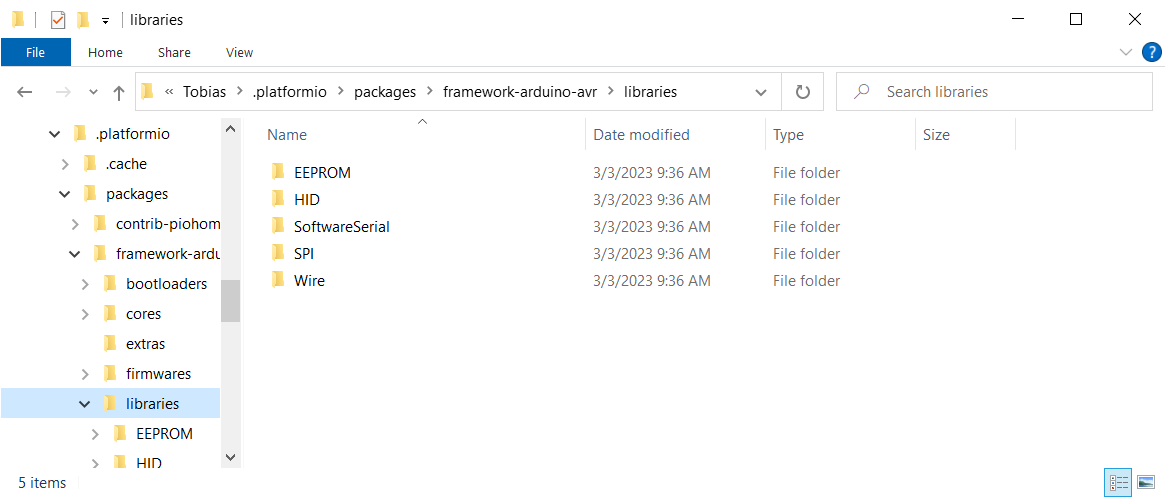 libraries
File Home Share View
?
« Tobias .platformio packages framework-arduino-avr libraries
Search libraries
.platformio
.cache
packages
contrib-piohom
framework-ardu
bootloaders
cores
extras
firmwares
libraries
EEPROM
HID
Name Date modified Type Size
EEPROM 3/3/2023 9:36 AM File folder
HID 3/3/2023 9:36 AM File folder
SoftwareSerial 3/3/2023 9:36 AM File folder
SPI 3/3/2023 9:36 AM File folder
Wire 3/3/2023 9:36 AM File folder
5 items